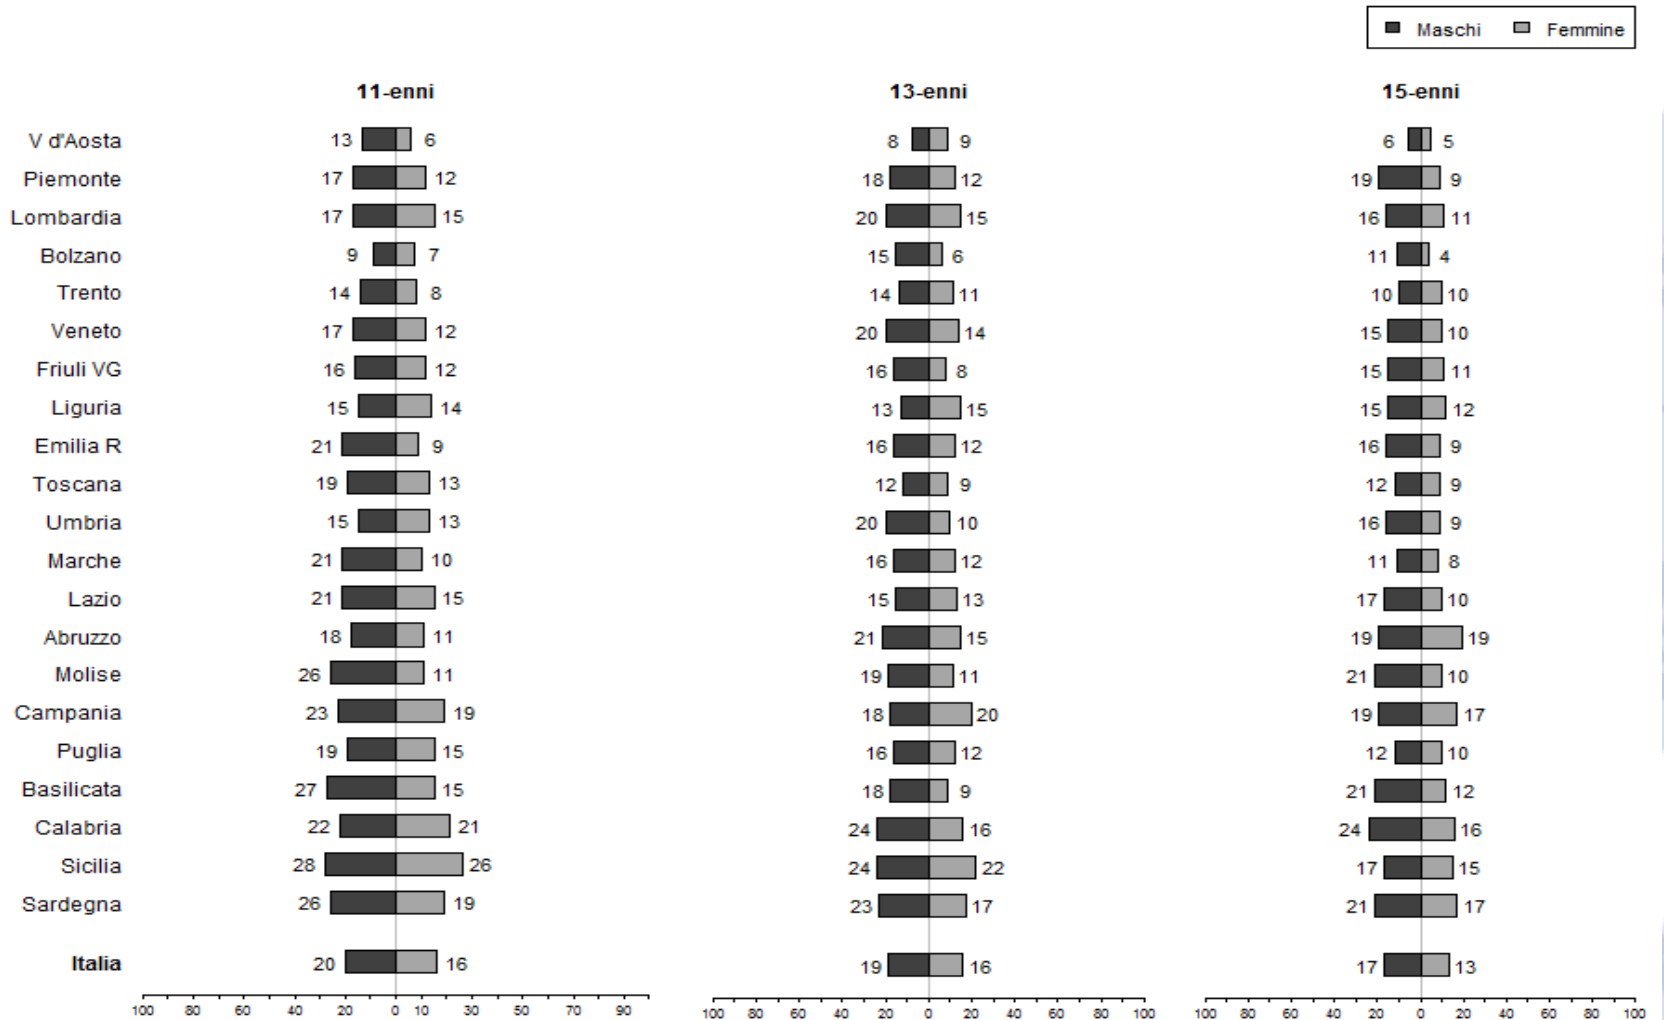 Maschi Femmine
11-enni 13-enni 15-enni
V d'Aosta 13 6 8 9 6 5
Piemonte 17 12 18 12 19 9
Lombardia 17 15 20 15 16 11
Bolzano 9 7 15 6 11 4
Trento 14 8 14 11 10 10
Veneto 17 12 20 14 15 10
Friuli VG 16 12 16 8 15 11
Liguria 15 14 13 15 15 12
Emilia R 21 9 16 12 16 9
Toscana 19 13 12 9 12 9
Umbria 15 13 20 10 16 9
Marche 21 10 16 12 11 8
Lazio 21 15 15 13 17 10
Abruzzo 18 11 21 15 19 19
Molise 26 11 19 11 21 10
Campania 23 19 18 20 19 17
Puglia 19 15 16 12 12 10
Basilicata 27 15 18 9 21 12
Calabria 22 21 24 16 24 16
Sicilia 28 26 24 22 17 15
Sardegna 26 19 23 17 21 17
Italia 20 16 19 16 17 13
100 80 60 40 20 0 10 30 50 70 90 100 80 60 40 20 0 20 40 60 80 100 100 80 60 40 20 0 20 40 60 80 100